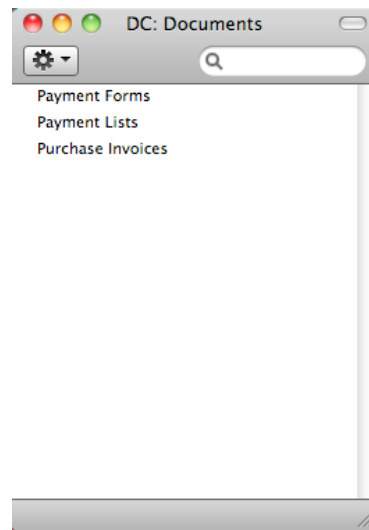 DC: Documents
Payment Forms
Payment Lists
Purchase Invoices